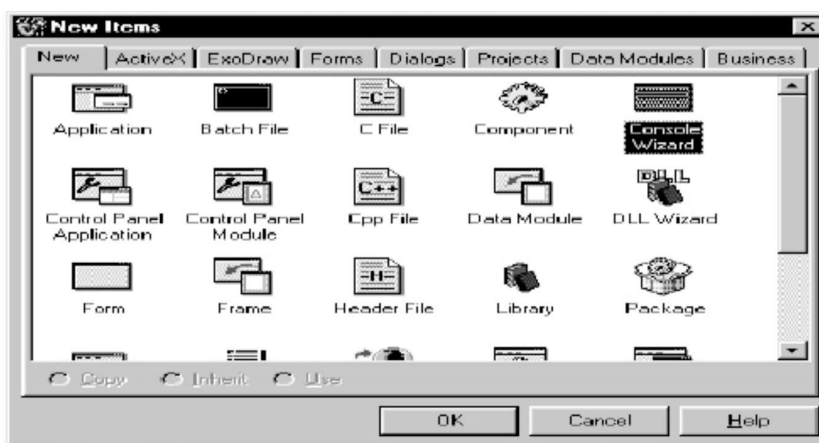 New Items
New ActiveX ExoDraw Forms Dialogs Projects Data Modules Business
Application Batch File C File Component Console
Wizard
C
C++
DLL
Control Panel Control Panel Cpp File Data Module DLL Wizard
Application Module
H
Form Frame Header File Library Package
Copy Inherit Use
OK Cancel Help